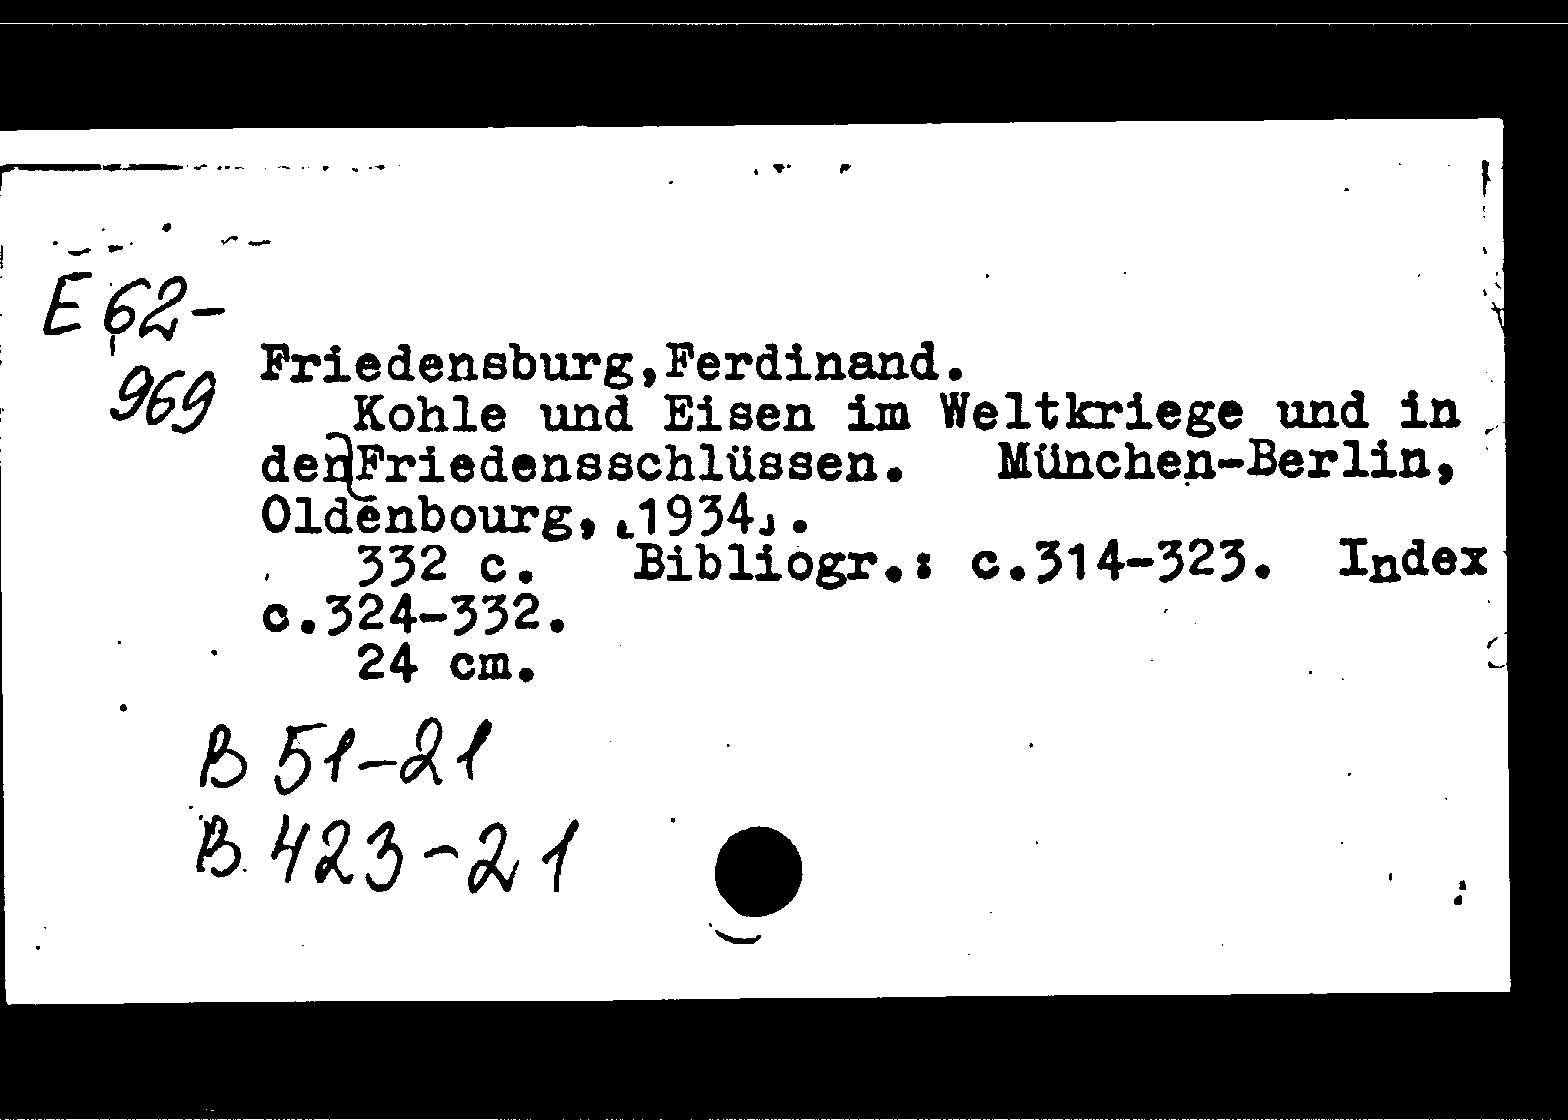 E 62-
969
Friedensburg,Ferdinand.
Kohle und Eisen im Weltkriege und in
den Friedensschlüssen. München-Berlin,
Oldenbourg, [1934].
332 c. Bibliogr.: c.314-323. Index
c.324-332.
24 cm.
B 51-21
B 423-21